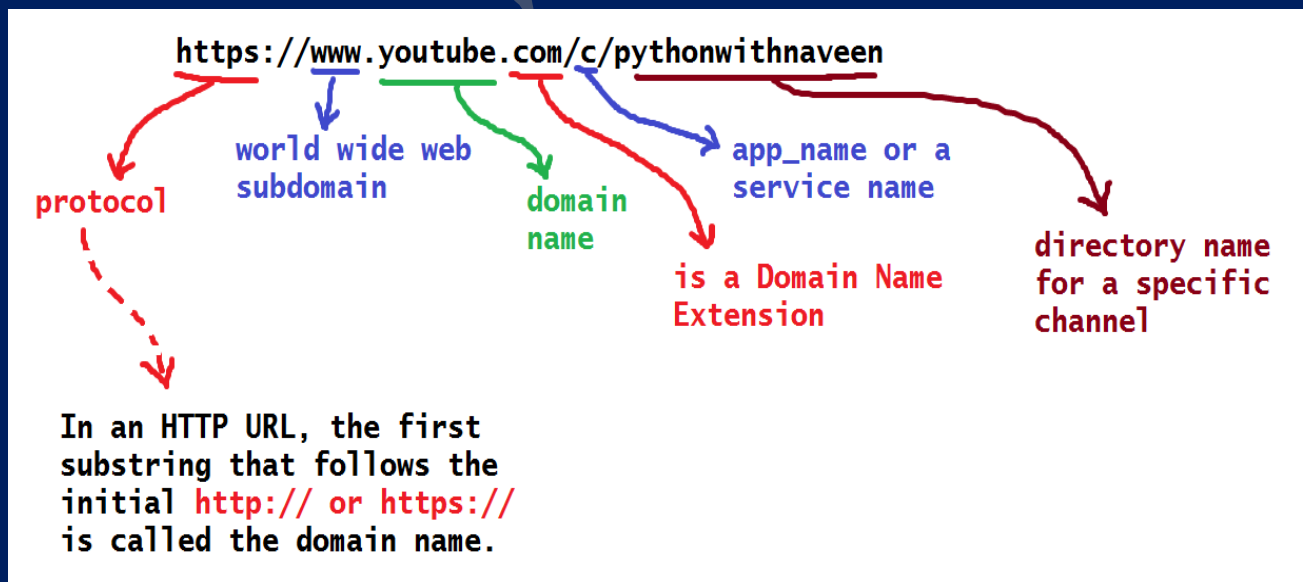 https://www.youtube.com/c/pythonwithnaveen
world wide web
subdomain
app_name or a
service name
protocol
domain
name
directory name
for a specific
channel
is a Domain Name
Extension
In an HTTP URL, the first
substring that follows the
initial http:// or https://
is called the domain name.